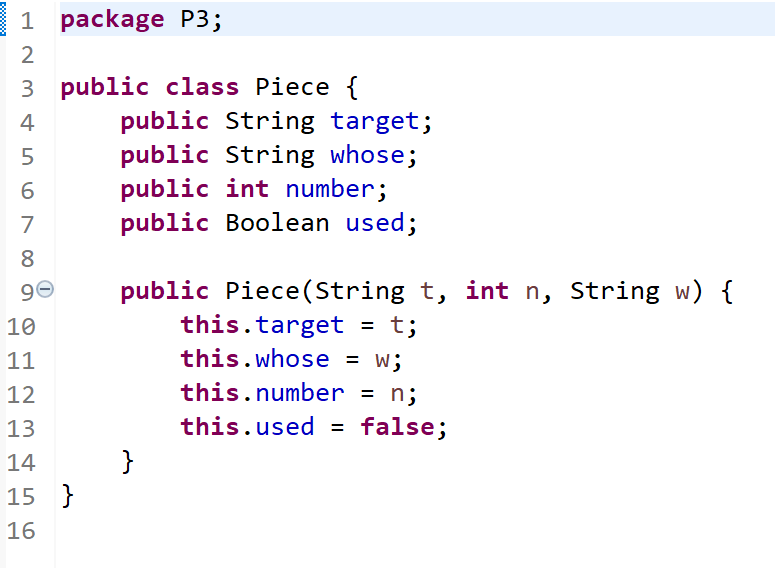 1 package P3;
2
3 public class Piece {
4     public String target;
5     public String whose;
6     public int number;
7     public Boolean used;
8
9     public Piece(String t, int n, String w) {
10         this.target = t;
11         this.whose = w;
12         this.number = n;
13         this.used = false;
14     }
15 }
16